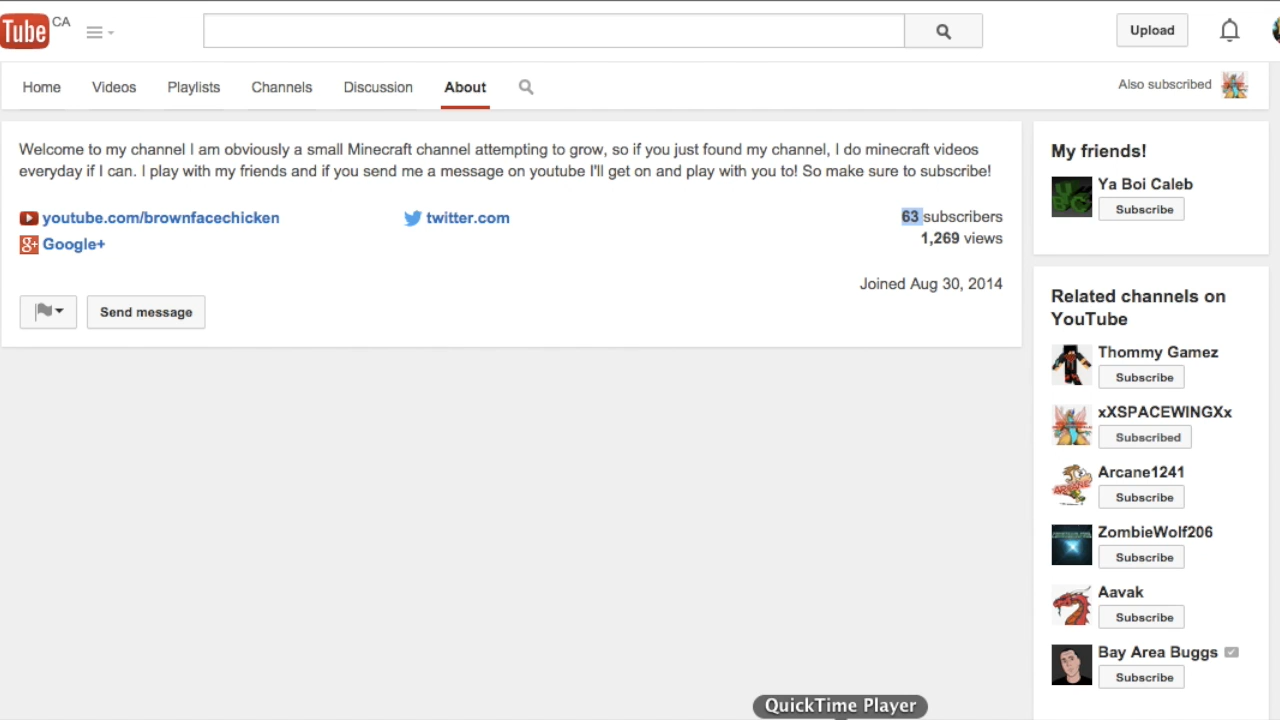 Tube CA
Upload
Home Videos Playlists Channels Discussion About
Also subscribed
Welcome to my channel I am obviously a small Minecraft channel attempting to grow, so if you just found my channel, I do minecraft videos
everyday if I can. I play with my friends and if you send me a message on youtube I'll get on and play with you to! So make sure to subscribe!
youtube.com/brownfacechicken
twitter.com
Google+
63 subscribers
1,269 views
Joined Aug 30, 2014
Send message
My friends!
Ya Boi Caleb
Subscribe
Related channels on
YouTube
Thommy Gamez
Subscribe
xXSPACEWINGXx
Subscribed
Arcane1241
Subscribe
ZombieWolf206
Subscribe
Aavak
Subscribe
Bay Area Buggs
Subscribe
QuickTime Player